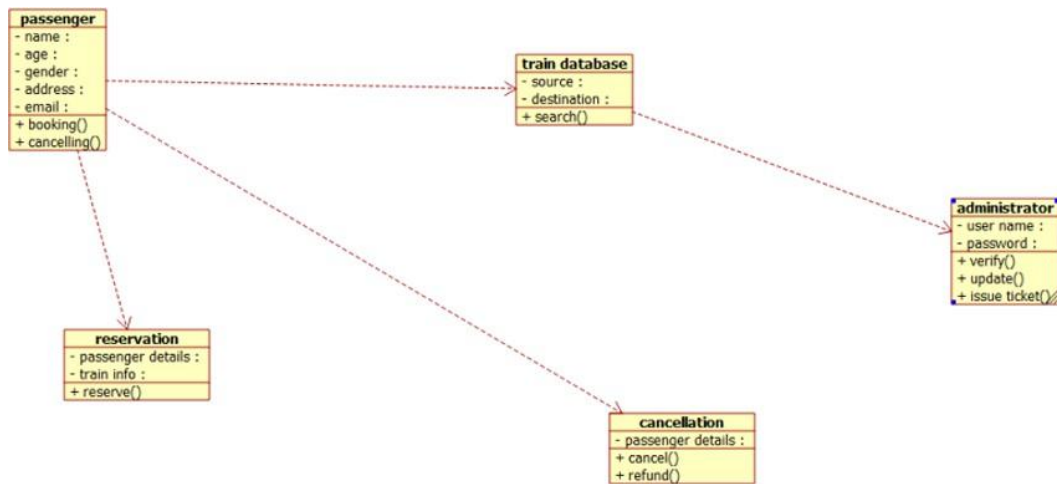 passenger
- name :
- age :
- gender :
- address :
- email :
+ booking()
+ cancelling()
train database
- source :
- destination :
+ search()
administrator
- user name :
- password :
+ verify()
+ update()
+ issue ticket()
reservation
- passenger details :
- train info :
+ reserve()
cancellation
- passenger details :
+ cancel()
+ refund()